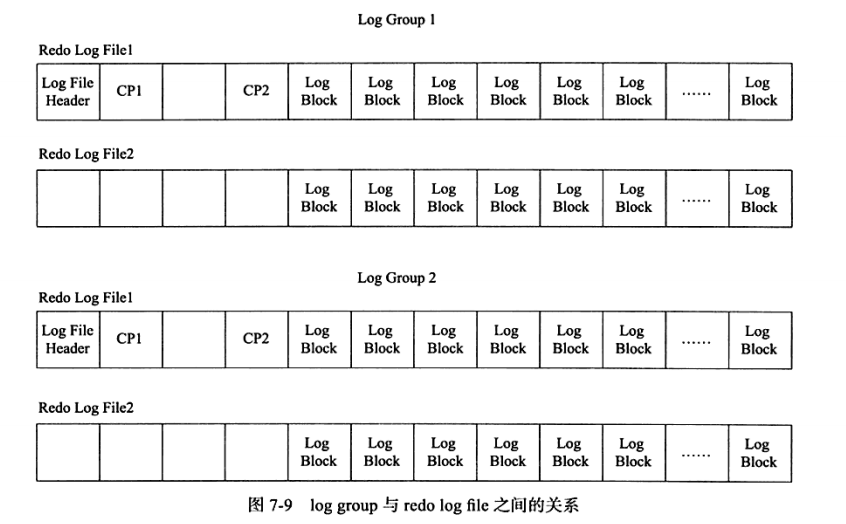 Log Group 1
Redo Log File1
Log File Header CP1 CP2 Log Block Log Block Log Block Log Block Log Block Log Block …… Log Block
Redo Log File2
Log Block Log Block Log Block Log Block Log Block Log Block …… Log Block
Log Group 2
Redo Log File1
Log File Header CP1 CP2 Log Block Log Block Log Block Log Block Log Block Log Block …… Log Block
Redo Log File2
Log Block Log Block Log Block Log Block Log Block Log Block …… Log Block
图 7-9 log group 与 redo log file 之间的关系